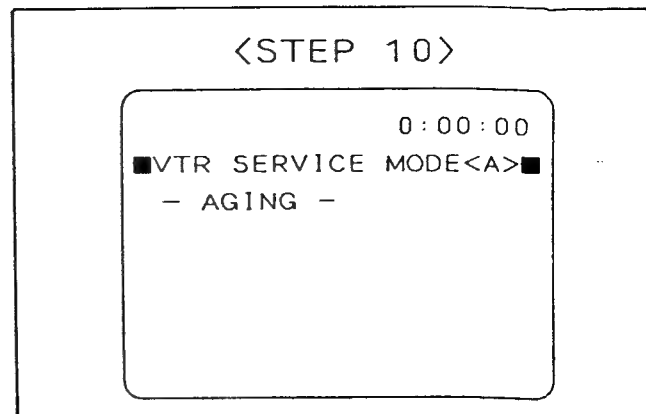 <STEP 10>
0:00:00
■VTR SERVICE MODE<A>■
- AGING -